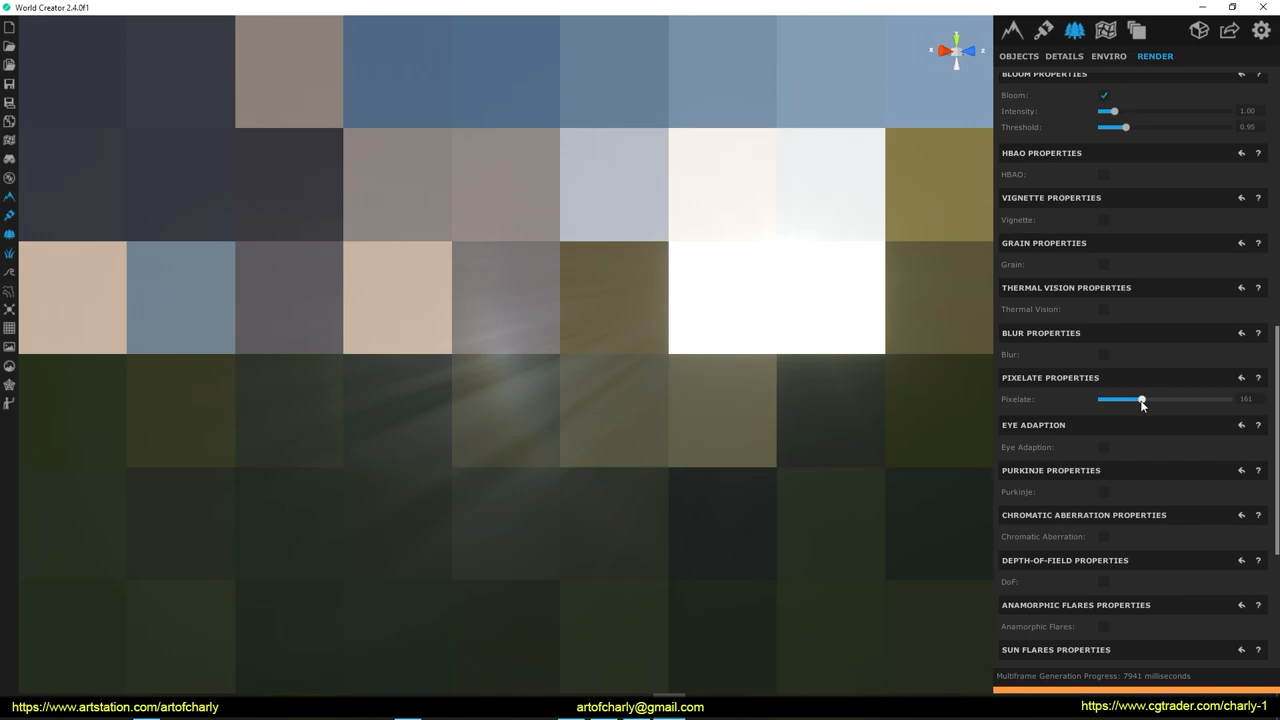 World Creator 2.4.0f1
x
Y
z
OBJECTS DETAILS ENVIRO RENDER
BLOOM PROPERTIES ?
Bloom:
Intensity: 1.00
Threshold: 0.95
HBAO PROPERTIES ?
HBAO:
VIGNETTE PROPERTIES ?
Vignette:
GRAIN PROPERTIES ?
Grain:
THERMAL VISION PROPERTIES ?
Thermal Vision:
BLUR PROPERTIES ?
Blur:
PIXELATE PROPERTIES ?
Pixelate: 161
EYE ADAPTION ?
Eye Adaption:
PURKINJE PROPERTIES ?
Purkinje:
CHROMATIC ABERRATION PROPERTIES ?
Chromatic Aberration:
DEPTH-OF-FIELD PROPERTIES ?
DoF:
ANAMORPHIC FLARES PROPERTIES ?
Anamorphic Flares:
SUN FLARES PROPERTIES ?
Multiframe Generation Progress: 7941 milliseconds
https://www.artstation.com/artofcharly artofcharly@gmail.com https://www.cgtrader.com/charly-1